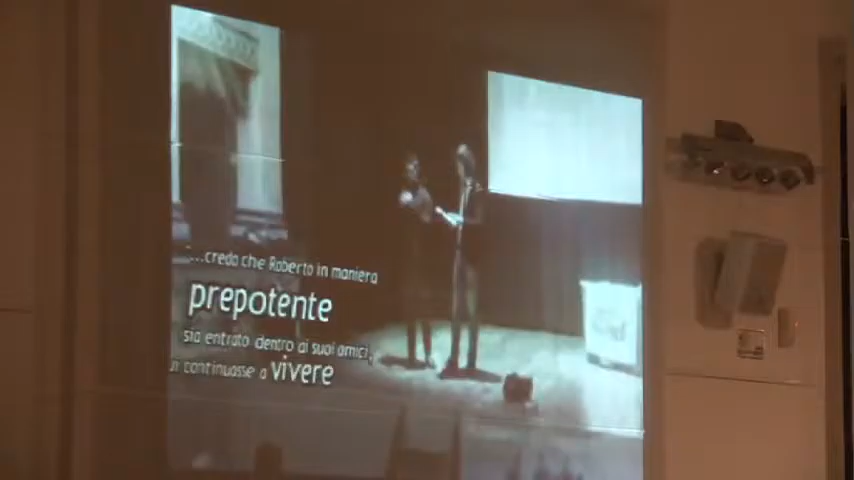 ...credo che Roberto in maniera
prepotente
sia entrato dentro ai suoi amici,
continuasse a vivere